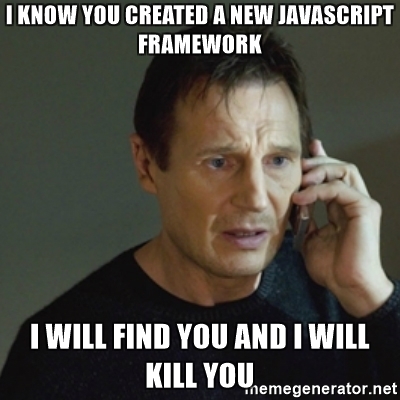 I KNOW YOU CREATED A NEW JAVASCRIPT
FRAMEWORK
I WILL FIND YOU AND I WILL
KILL YOU
memegenerator.net